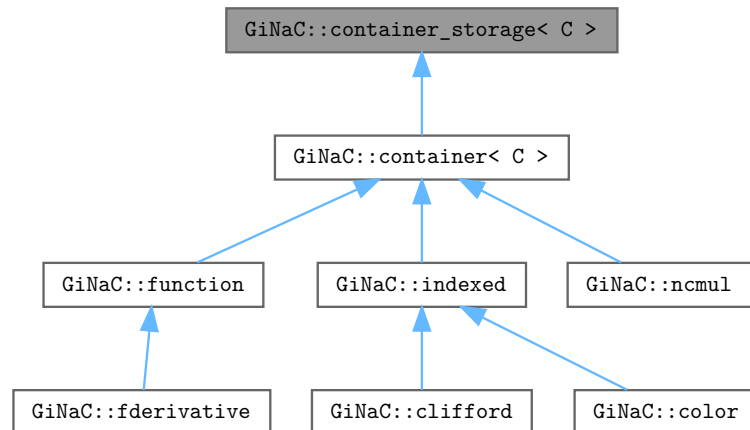 GiNaC::container_storage< C >
GiNaC::container< C >
GiNaC::function
GiNaC::indexed
GiNaC::ncmul
GiNaC::fderivative
GiNaC::clifford
GiNaC::color